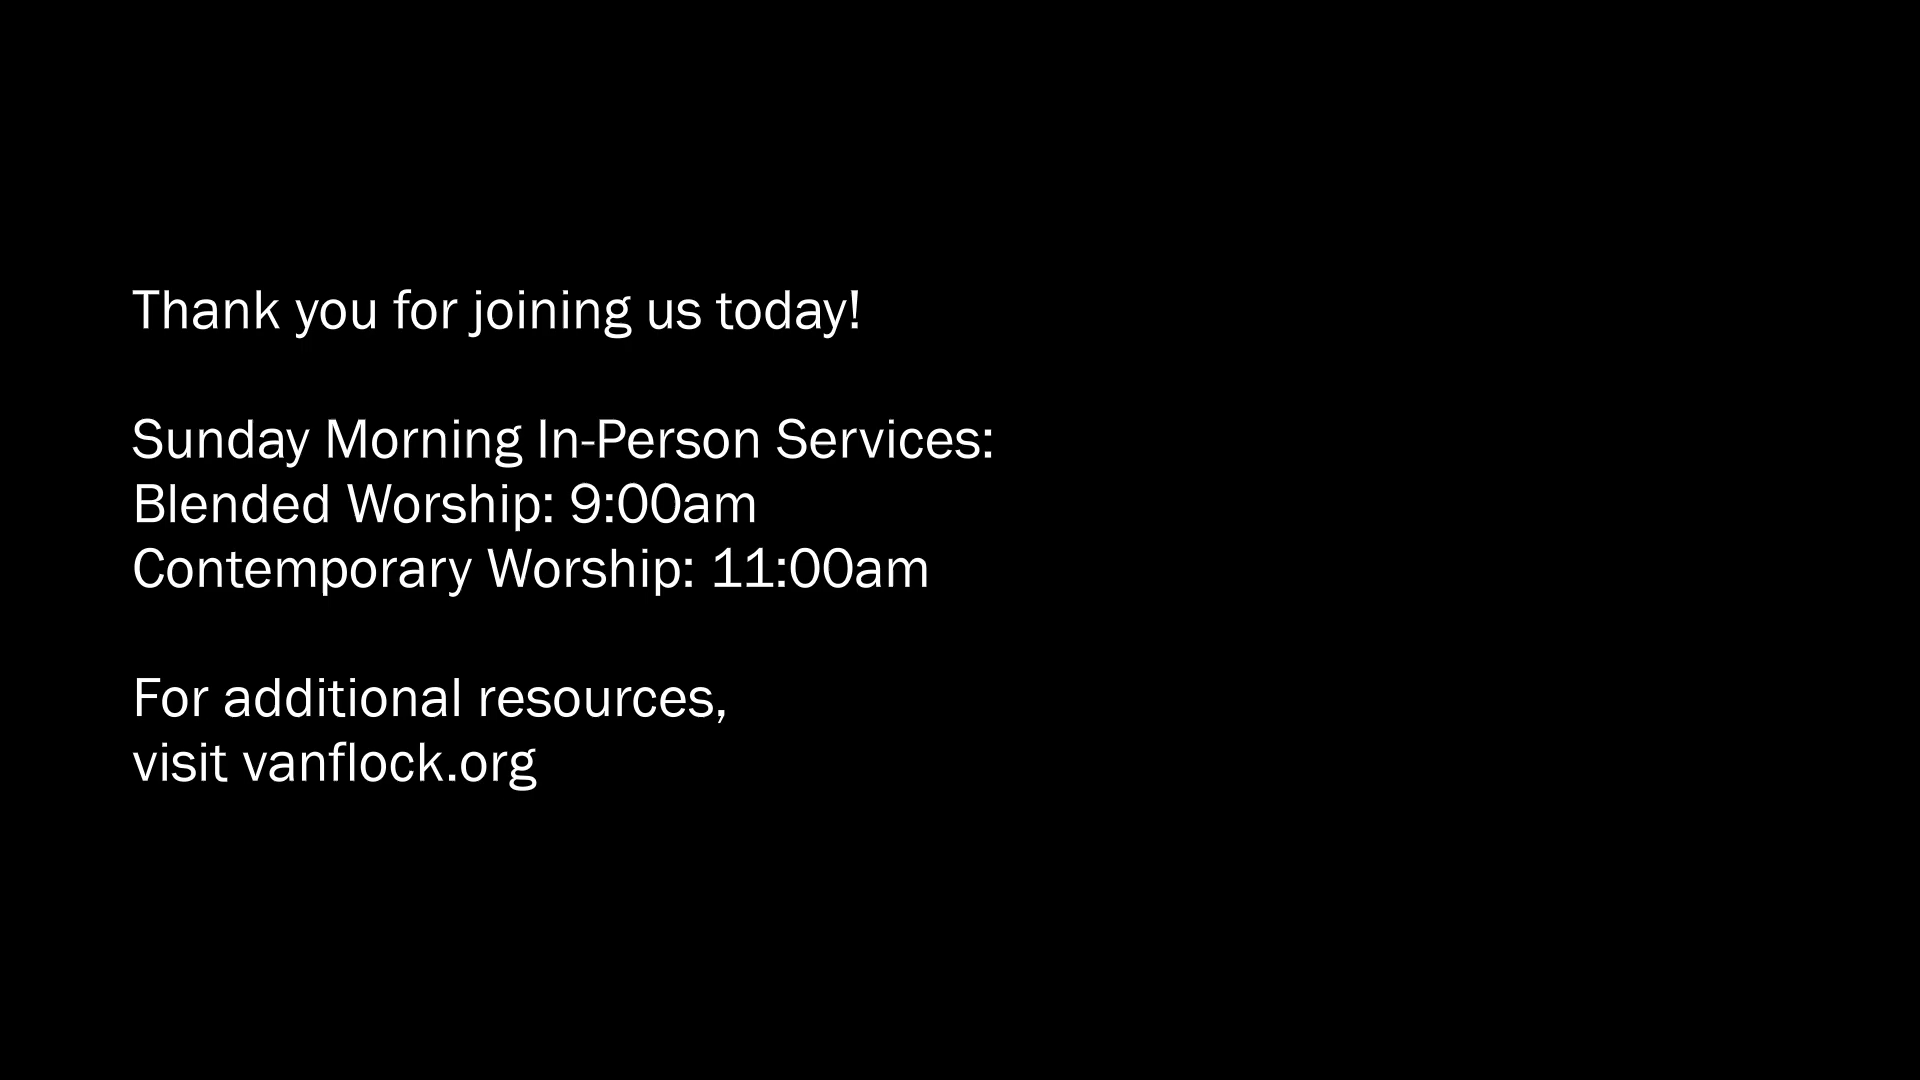 Thank you for joining us today!
Sunday Morning In-Person Services:
Blended Worship: 9:00am
Contemporary Worship: 11:00am
For additional resources,
visit vanflock.org